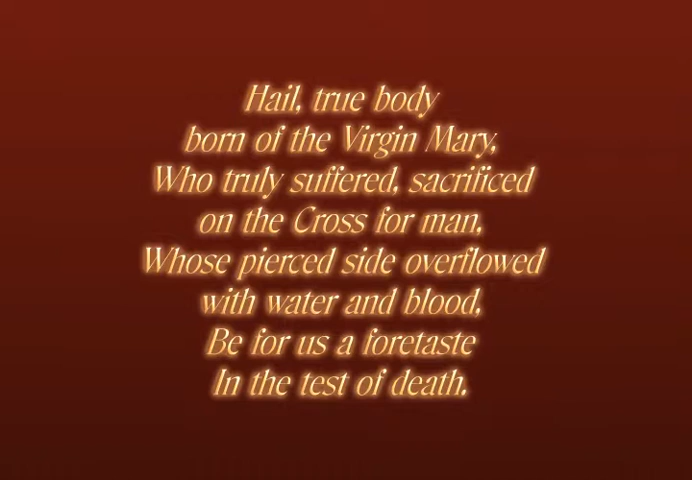 Hail, true body
born of the Virgin Mary,
Who truly suffered, sacrificed
on the Cross for man,
Whose pierced side overflowed
with water and blood,
Be for us a foretaste
In the test of death.